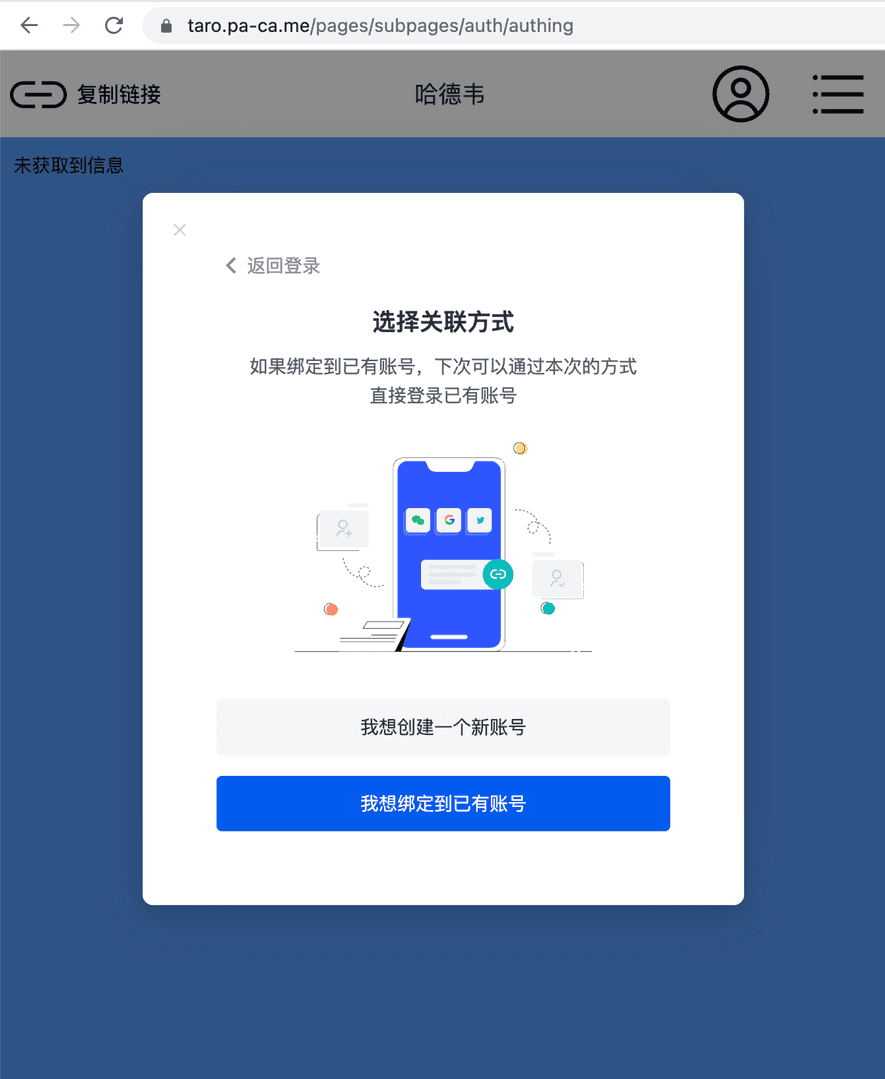 taro.pa-ca.me/pages/subpages/auth/authing
复制链接
哈德韦
未获取到信息
返回登录
选择关联方式
如果绑定到已有账号，下次可以通过本次的方式
直接登录已有账号
我想创建一个新账号
我想绑定到已有账号